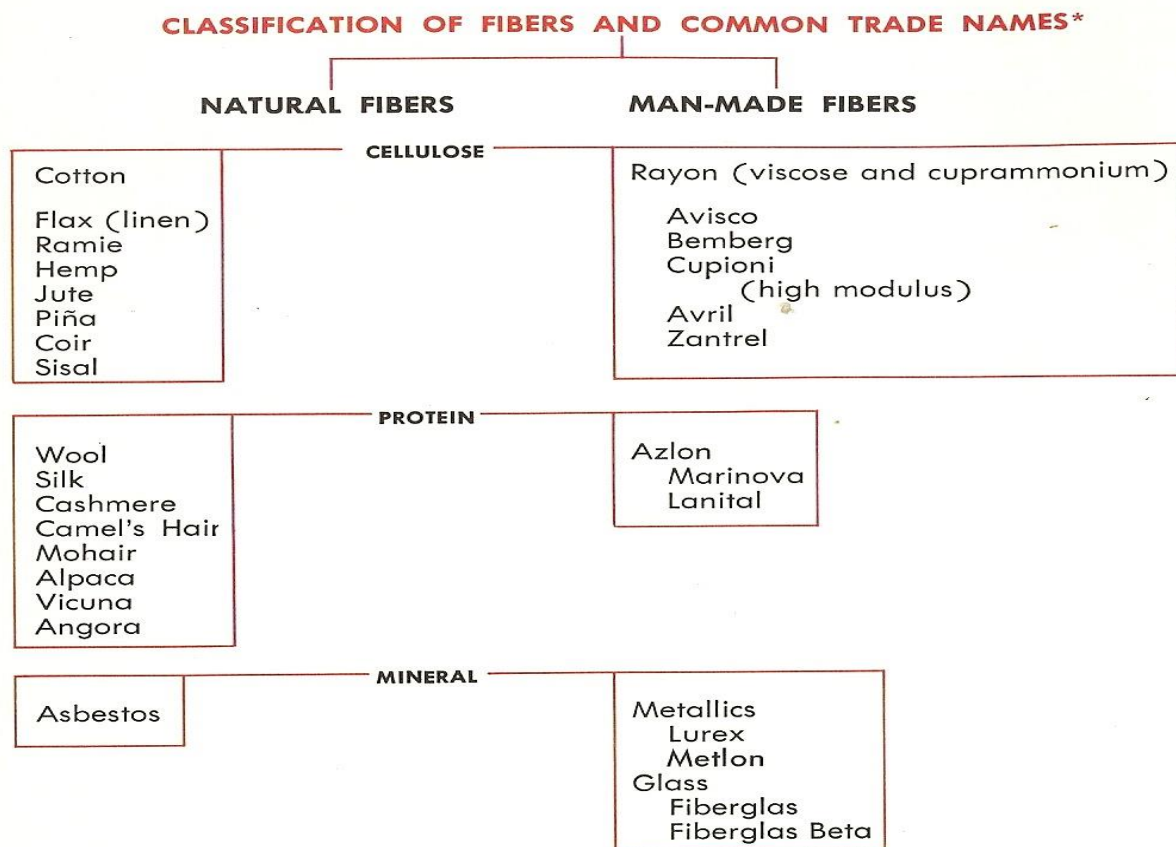 CLASSIFICATION OF FIBERS AND COMMON TRADE NAMES*
NATURAL FIBERS
MAN-MADE FIBERS
CELLULOSE
Cotton
Flax (linen)
Ramie
Hemp
Jute
Piña
Coir
Sisal
Rayon (viscose and cuprammonium)
Avisco
Bemberg
Cupioni
(high modulus)
Avril
Zantrel
PROTEIN
Wool
Silk
Cashmere
Camel's Hair
Mohair
Alpaca
Vicuna
Angora
Azlon
Marinova
Lanital
MINERAL
Asbestos
Metallics
Lurex
Metlon
Glass
Fiberglas
Fiberglas Beta